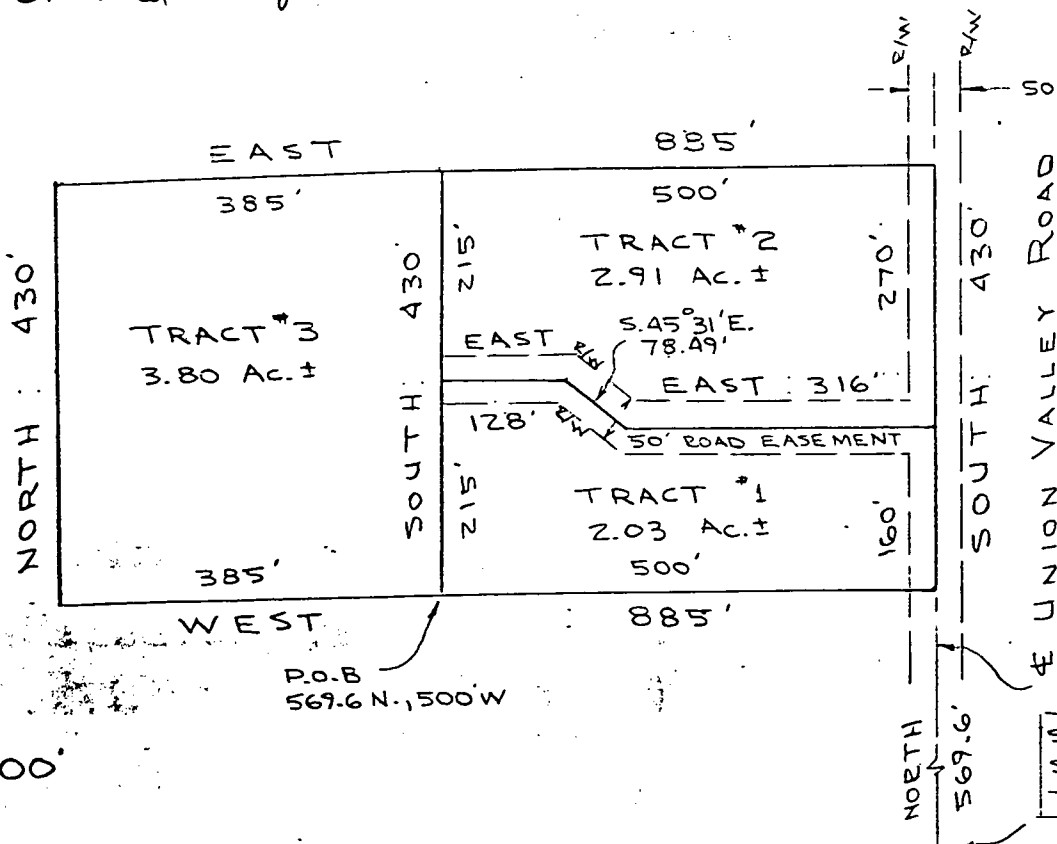 R/W
R/W
50
EAST
885'
385'
500'
NORTH: 430'
TRACT #3
3.80 Ac.±
SOUTH: 430'
215'
TRACT #2
2.91 Ac.±
270'
SOUTH: 430'
S.45°31'E.
78.49'
EAST
R/W
EAST: 316'
128'
R/W
50' ROAD EASEMENT
215'
TRACT #1
2.03 Ac.±
160'
385'
500'
WEST
885'
P.O.B
569.6 N., 500'W
NORTH
569.6'
℄ UNION VALLEY ROAD
00'